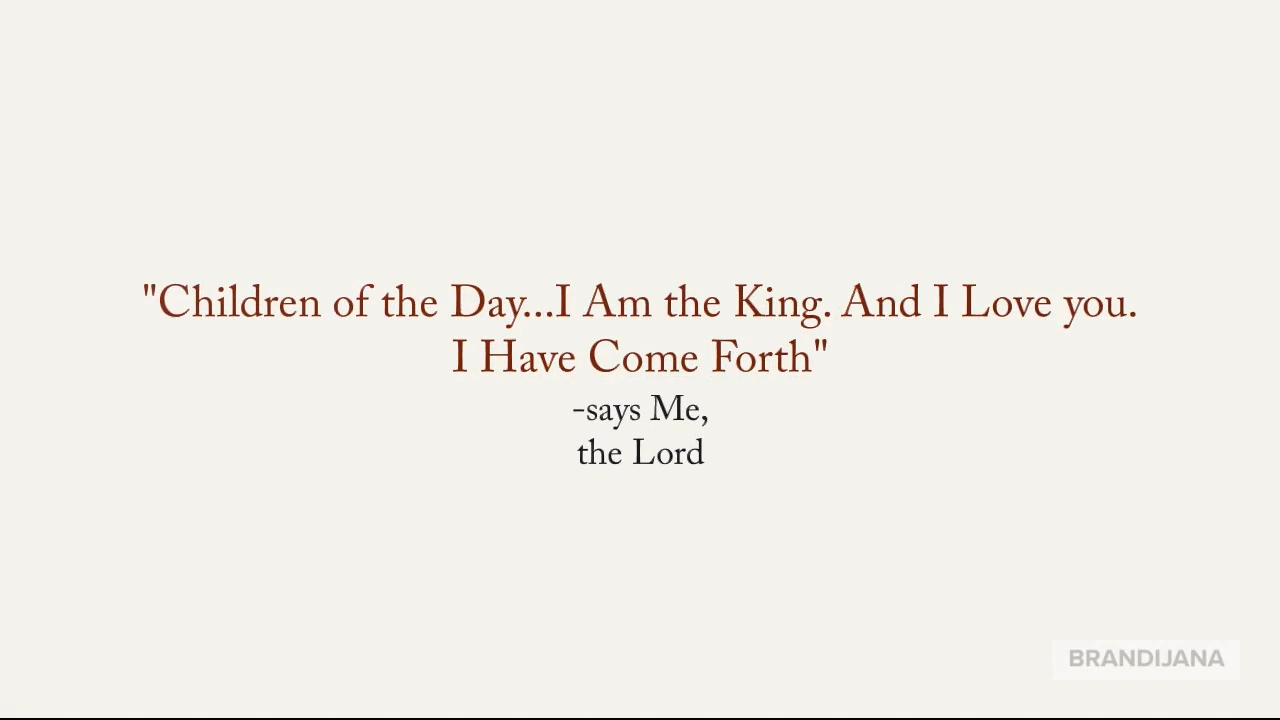 "Children of the Day...I Am the King. And I Love you.
I Have Come Forth"
-says Me,
the Lord
BRANDIJANA